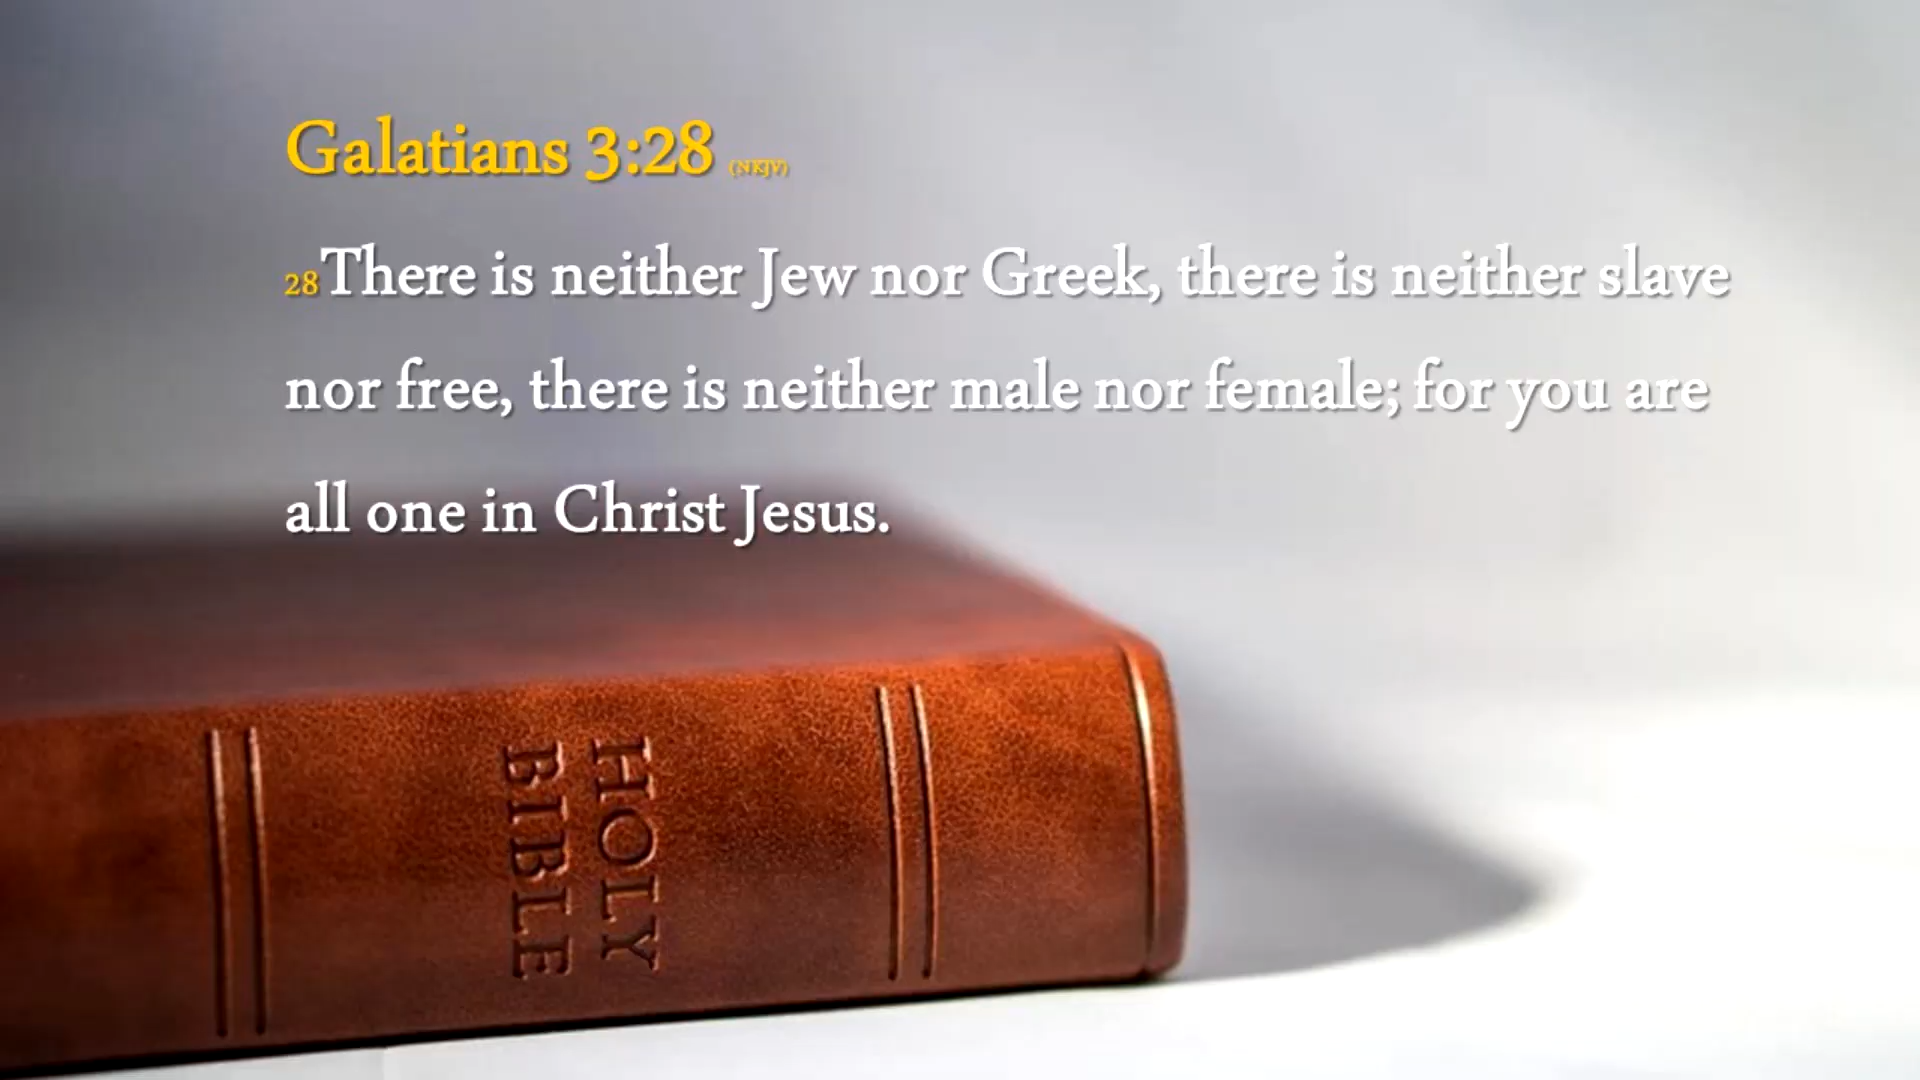 Galatians 3:28 (NKJV)
28There is neither Jew nor Greek, there is neither slave
nor free, there is neither male nor female; for you are
all one in Christ Jesus.
HOLY
BIBLE